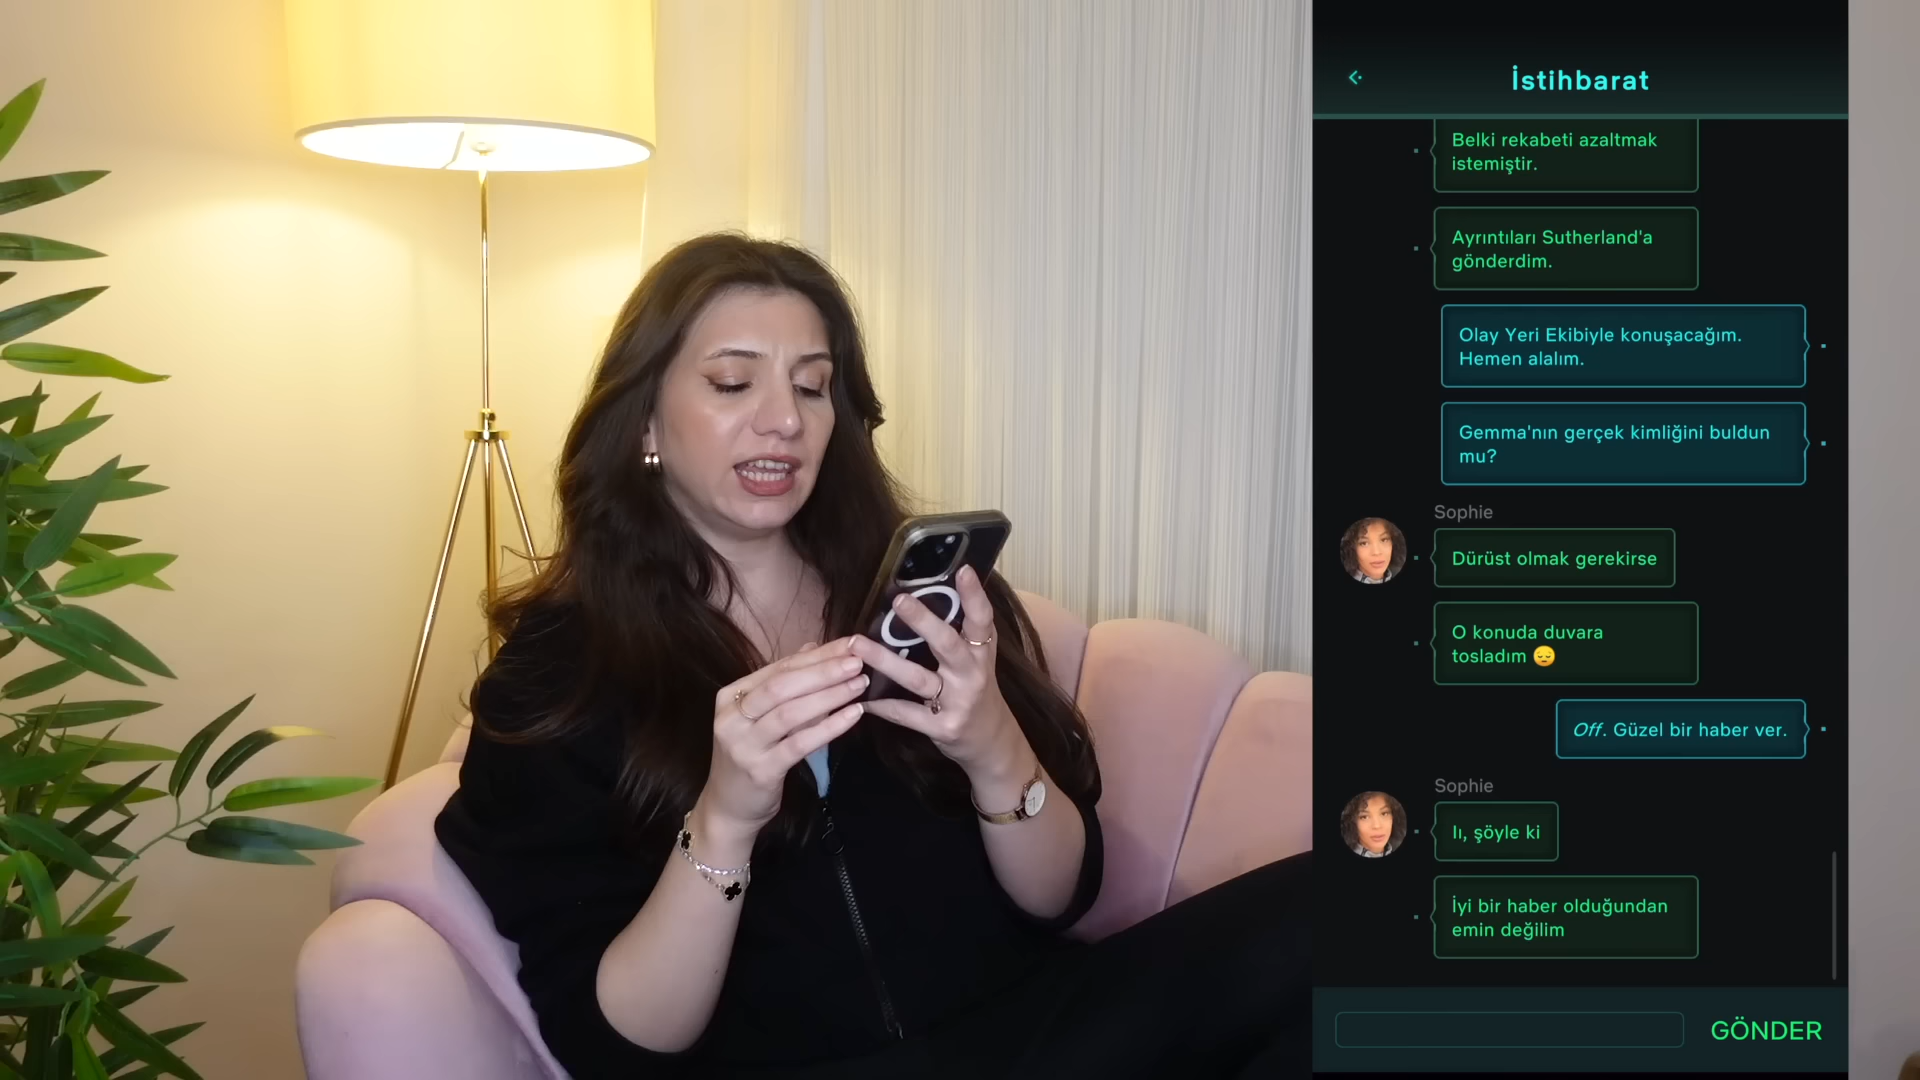 İstihbarat
Belki rekabeti azaltmak
istemiştir.
Ayrıntıları Sutherland'a
gönderdim.
Olay Yeri Ekibiyle konuşacağım.
Hemen alalım.
Gemma'nın gerçek kimliğini buldun
mu?
Sophie
Dürüst olmak gerekirse
O konuda duvara
tosladım 😔
Off. Güzel bir haber ver.
Sophie
Iı, şöyle ki
İyi bir haber olduğundan
emin değilim
GÖNDER